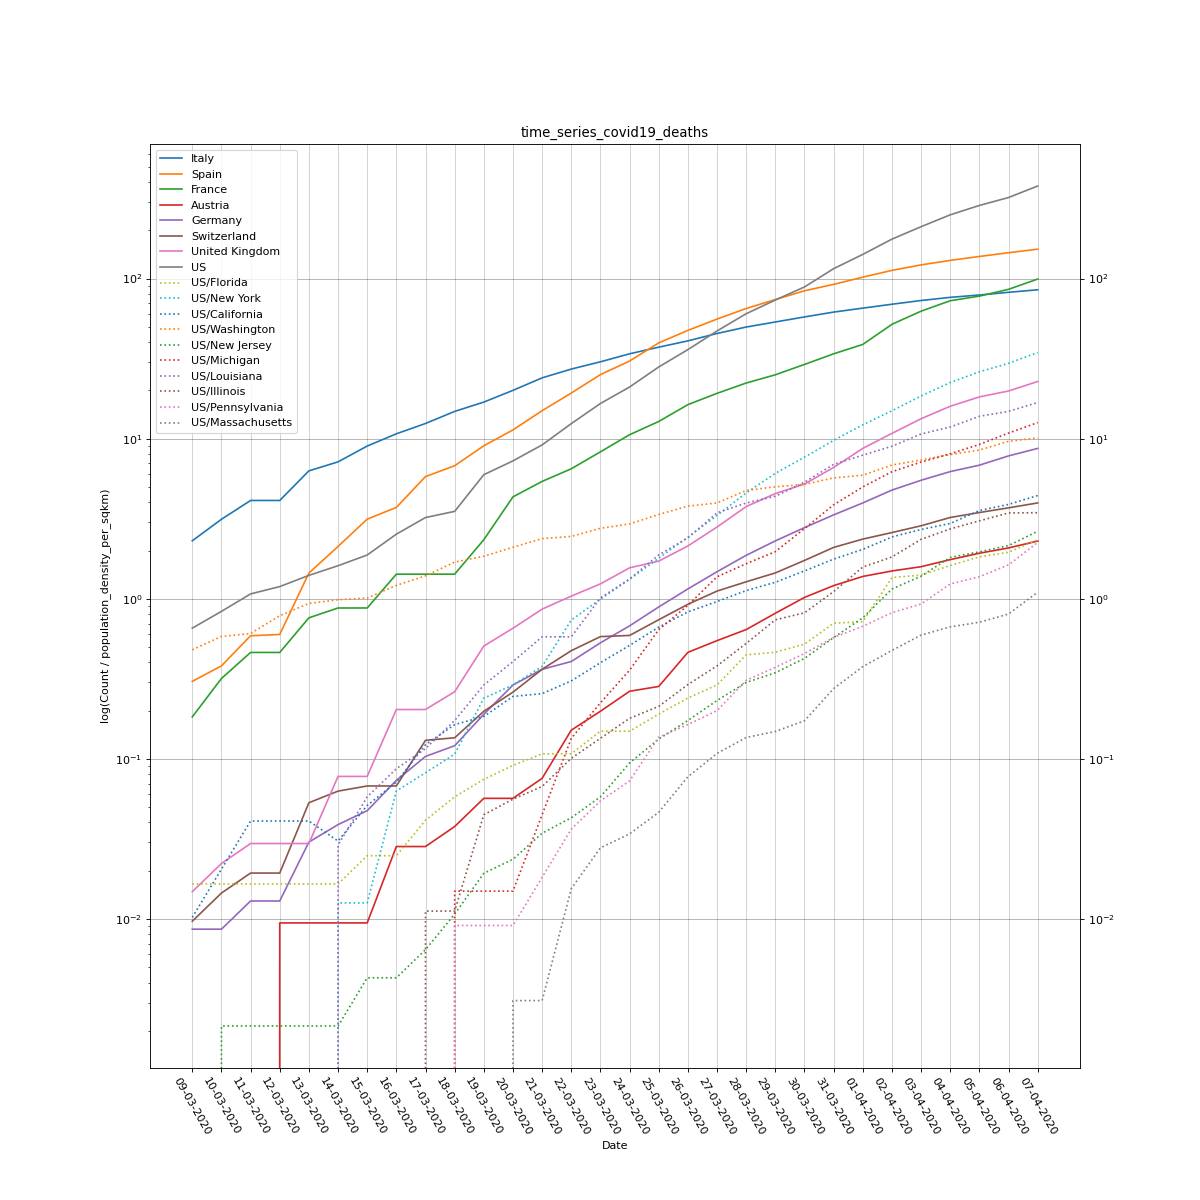 time_series_covid19_deaths
Italy
Spain
France
Austria
Germany
Switzerland
United Kingdom
US
US/Florida
US/New York
US/California
US/Washington
US/New Jersey
US/Michigan
US/Louisiana
US/Illinois
US/Pennsylvania
US/Massachusetts
log(Count / population_density_per_sqkm)
10²
10¹
10⁰
10⁻¹
10⁻²
10²
10¹
10⁰
10⁻¹
10⁻²
09-03-2020
10-03-2020
11-03-2020
12-03-2020
13-03-2020
14-03-2020
15-03-2020
16-03-2020
17-03-2020
18-03-2020
19-03-2020
20-03-2020
21-03-2020
22-03-2020
23-03-2020
24-03-2020
25-03-2020
26-03-2020
27-03-2020
28-03-2020
29-03-2020
30-03-2020
31-03-2020
01-04-2020
02-04-2020
03-04-2020
04-04-2020
05-04-2020
06-04-2020
07-04-2020
Date